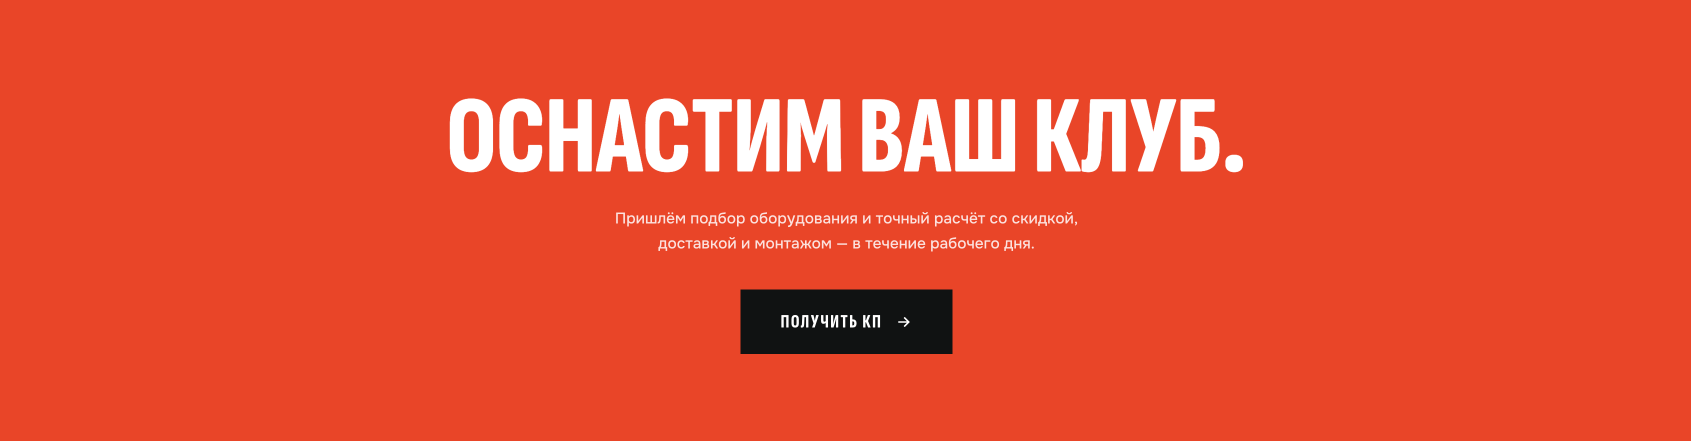 ОСНАСТИМ ВАШ КЛУБ.
Пришлём подбор оборудования и точный расчёт со скидкой,
доставкой и монтажом — в течение рабочего дня.
ПОЛУЧИТЬ КП →